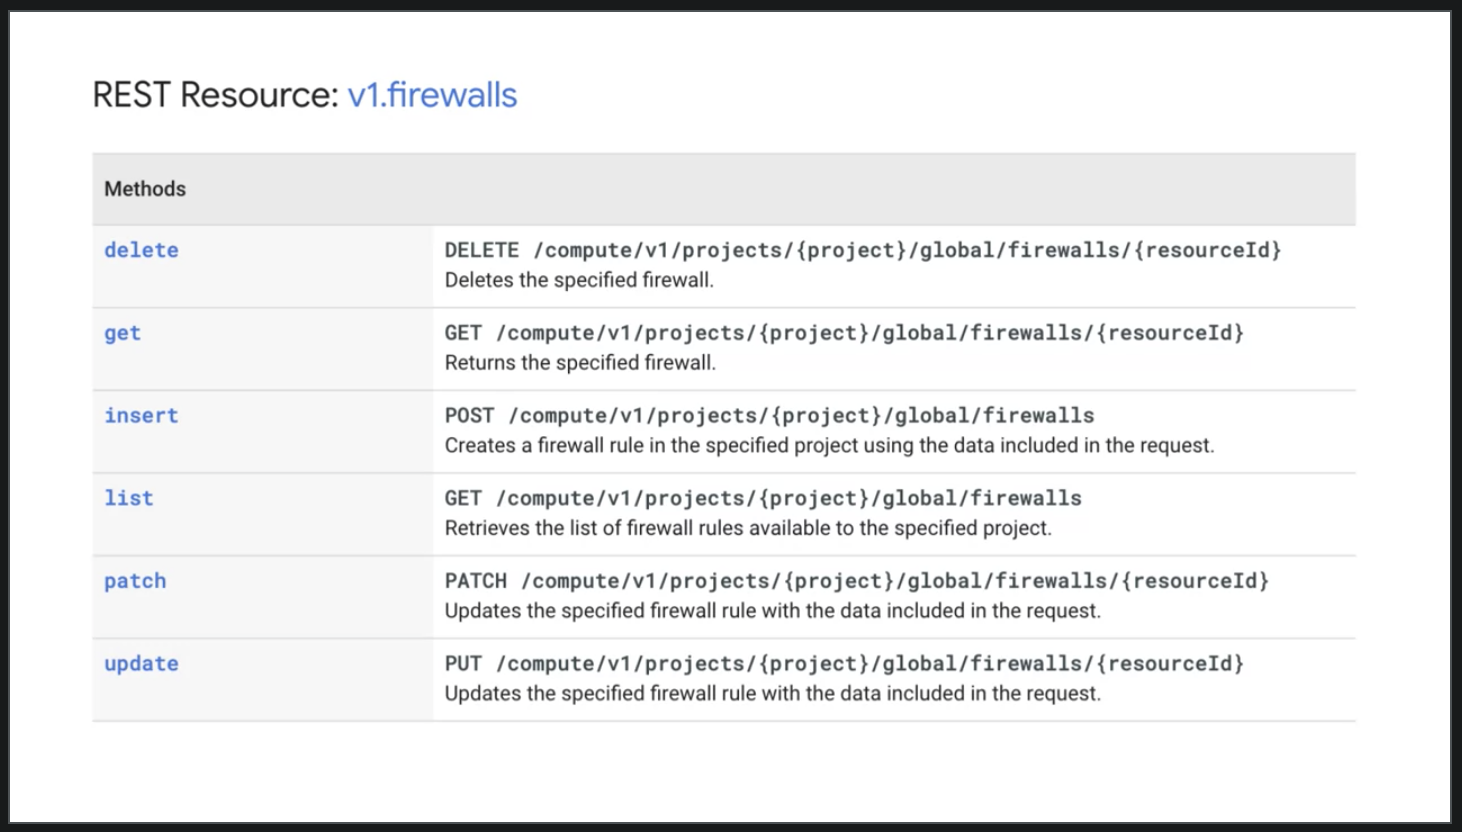 REST Resource: v1.firewalls
Methods
delete
DELETE /compute/v1/projects/{project}/global/firewalls/{resourceId}
Deletes the specified firewall.
get
GET /compute/v1/projects/{project}/global/firewalls/{resourceId}
Returns the specified firewall.
insert
POST /compute/v1/projects/{project}/global/firewalls
Creates a firewall rule in the specified project using the data included in the request.
list
GET /compute/v1/projects/{project}/global/firewalls
Retrieves the list of firewall rules available to the specified project.
patch
PATCH /compute/v1/projects/{project}/global/firewalls/{resourceId}
Updates the specified firewall rule with the data included in the request.
update
PUT /compute/v1/projects/{project}/global/firewalls/{resourceId}
Updates the specified firewall rule with the data included in the request.